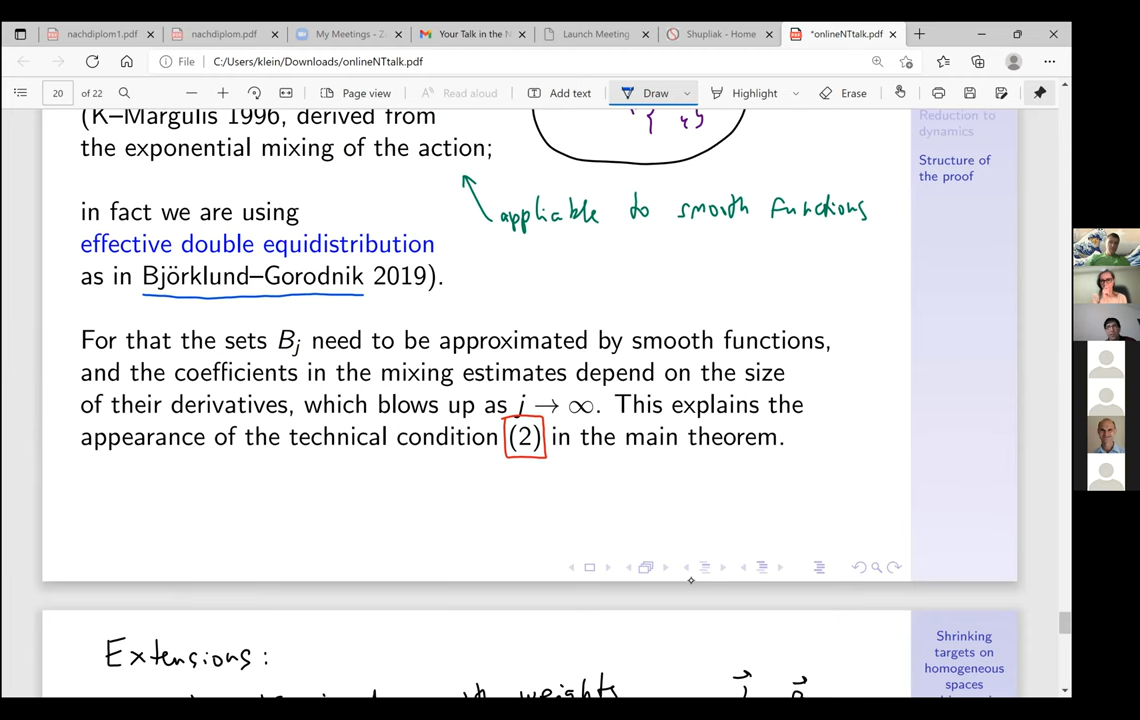 nachdiplom1.pdf
nachdiplom.pdf
My Meetings - Z
Your Talk in the N
Launch Meeting
Shupliak - Home
*onlineNTtalk.pdf
File
C:/Users/klein/Downloads/onlineNTtalk.pdf
20 of 22
Page view
Read aloud
Add text
Draw
Highlight
Erase
(K–Margulis 1996, derived from
the exponential mixing of the action;
appliable to smooth functions
in fact we are using
effective double equidistribution
as in Björklund–Gorodnik 2019).
For that the sets Bj need to be approximated by smooth functions,
and the coefficients in the mixing estimates depend on the size
of their derivatives, which blows up as j → ∞. This explains the
appearance of the technical condition (2) in the main theorem.
Reduction to
dynamics
Structure of
the proof
Extensions:
weights
Shrinking
targets on
homogeneous
spaces